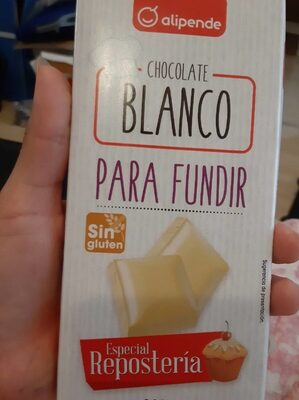 alipende
CHOCOLATE
BLANCO
PARA FUNDIR
Sin
gluten
Sugerencia de presentación.
Especial
Repostería